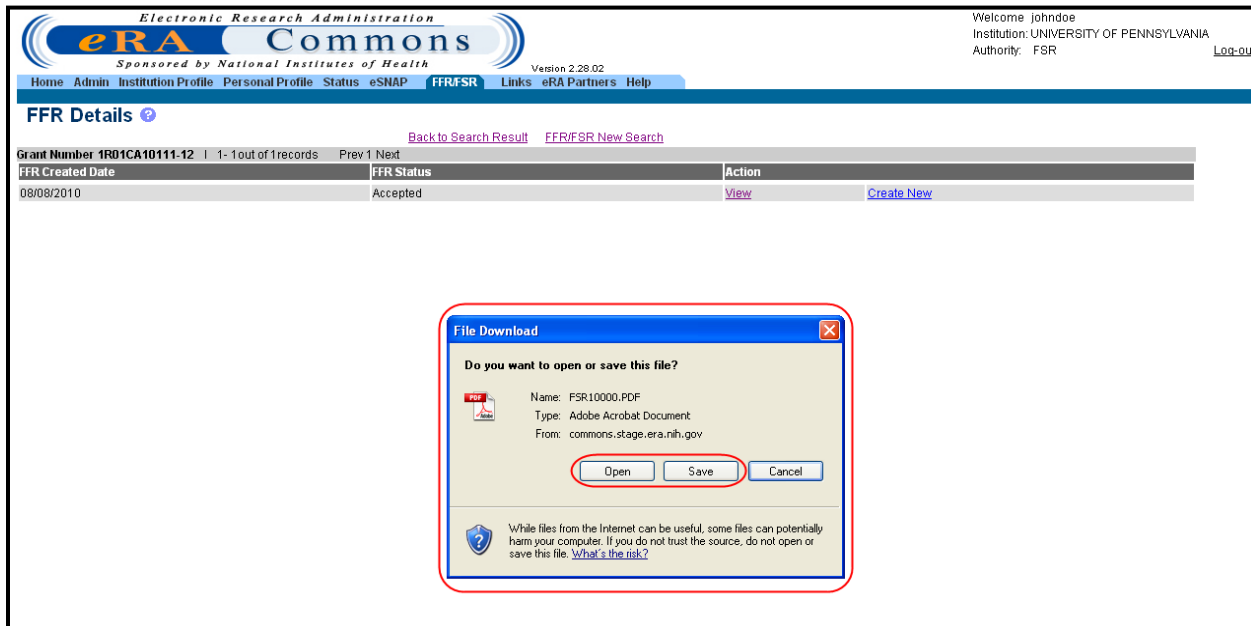 Electronic Research Administration
eRA Commons
Sponsored by National Institutes of Health
Version 2.28.02
Welcome johndoe
Institution: UNIVERSITY OF PENNSYLVANIA
Authority: FSR
Log-ou
Home Admin Institution Profile Personal Profile Status eSNAP FFR/FSR Links eRA Partners Help
FFR Details ?
Back to Search Result FFR/FSR New Search
Grant Number 1R01CA10111-12 | 1- 1 out of 1 records Prev 1 Next
FFR Created Date FFR Status Action
08/08/2010 Accepted View Create New
File Download
Do you want to open or save this file?
PDF
Adobe
Name: FSR10000.PDF
Type: Adobe Acrobat Document
From: commons.stage.era.nih.gov
Open Save Cancel
While files from the Internet can be useful, some files can potentially
harm your computer. If you do not trust the source, do not open or
save this file. What's the risk?